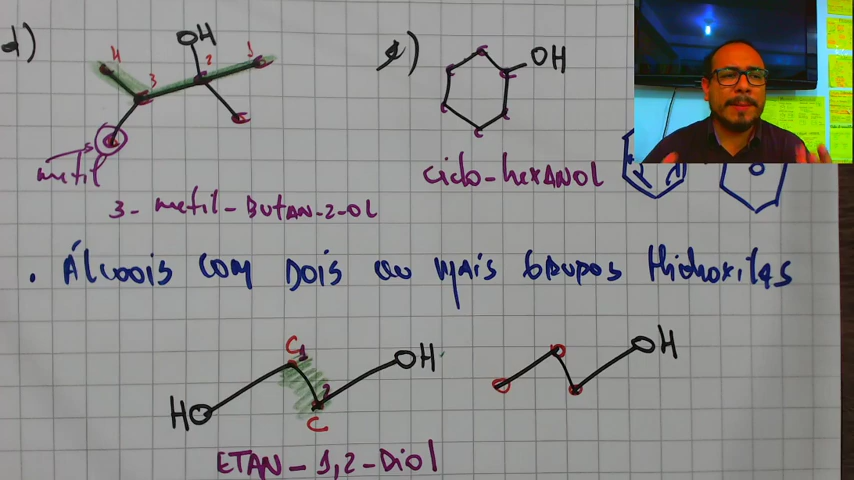 d)
OH
4 3 2 1
metil
3- metil-ButAN-2-OL
e)
OH
ciclo-hexANOL
. Álcoois com Dois ou mais Grupos Hidroxilas
HO C1 2 C OH
OH
ETAN-1,2-Diol